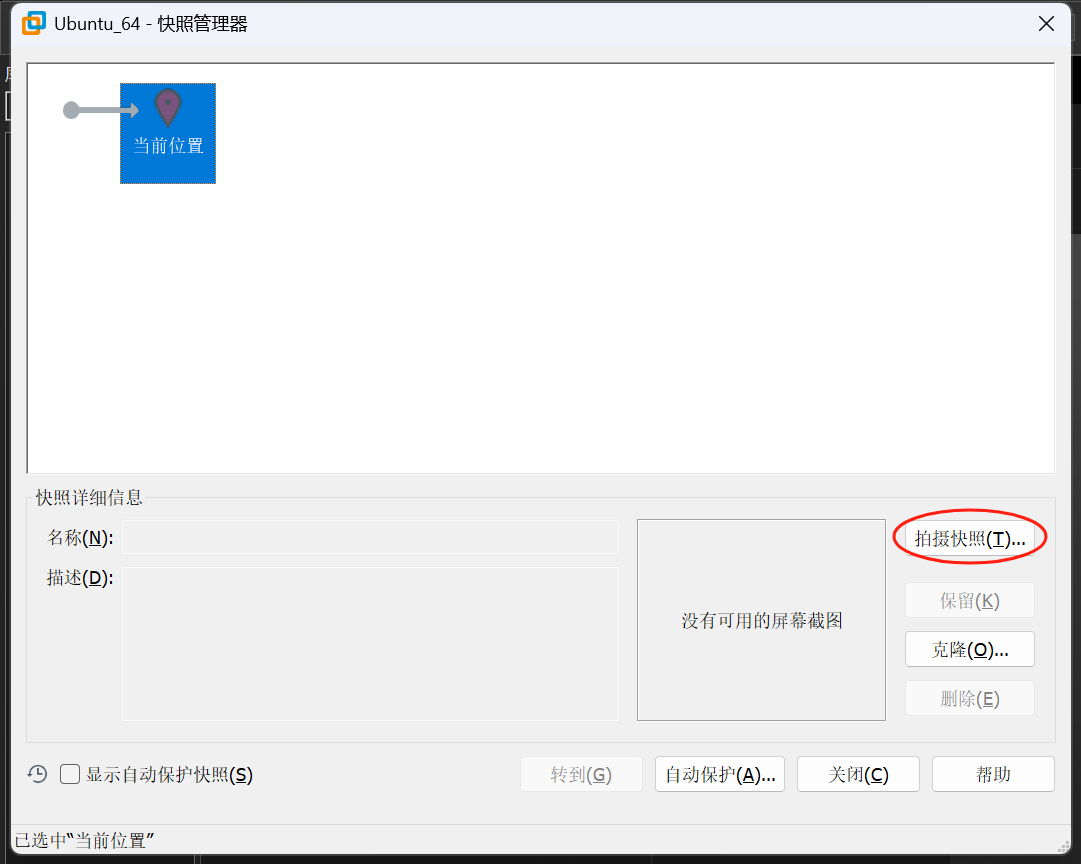 Ubuntu_64 - 快照管理器
当前位置
快照详细信息
名称(N):
描述(D):
没有可用的屏幕截图
拍摄快照(T)...
保留(K)
克隆(O)...
删除(E)
显示自动保护快照(S)
转到(G)
自动保护(A)...
关闭(C)
帮助
已选中“当前位置”